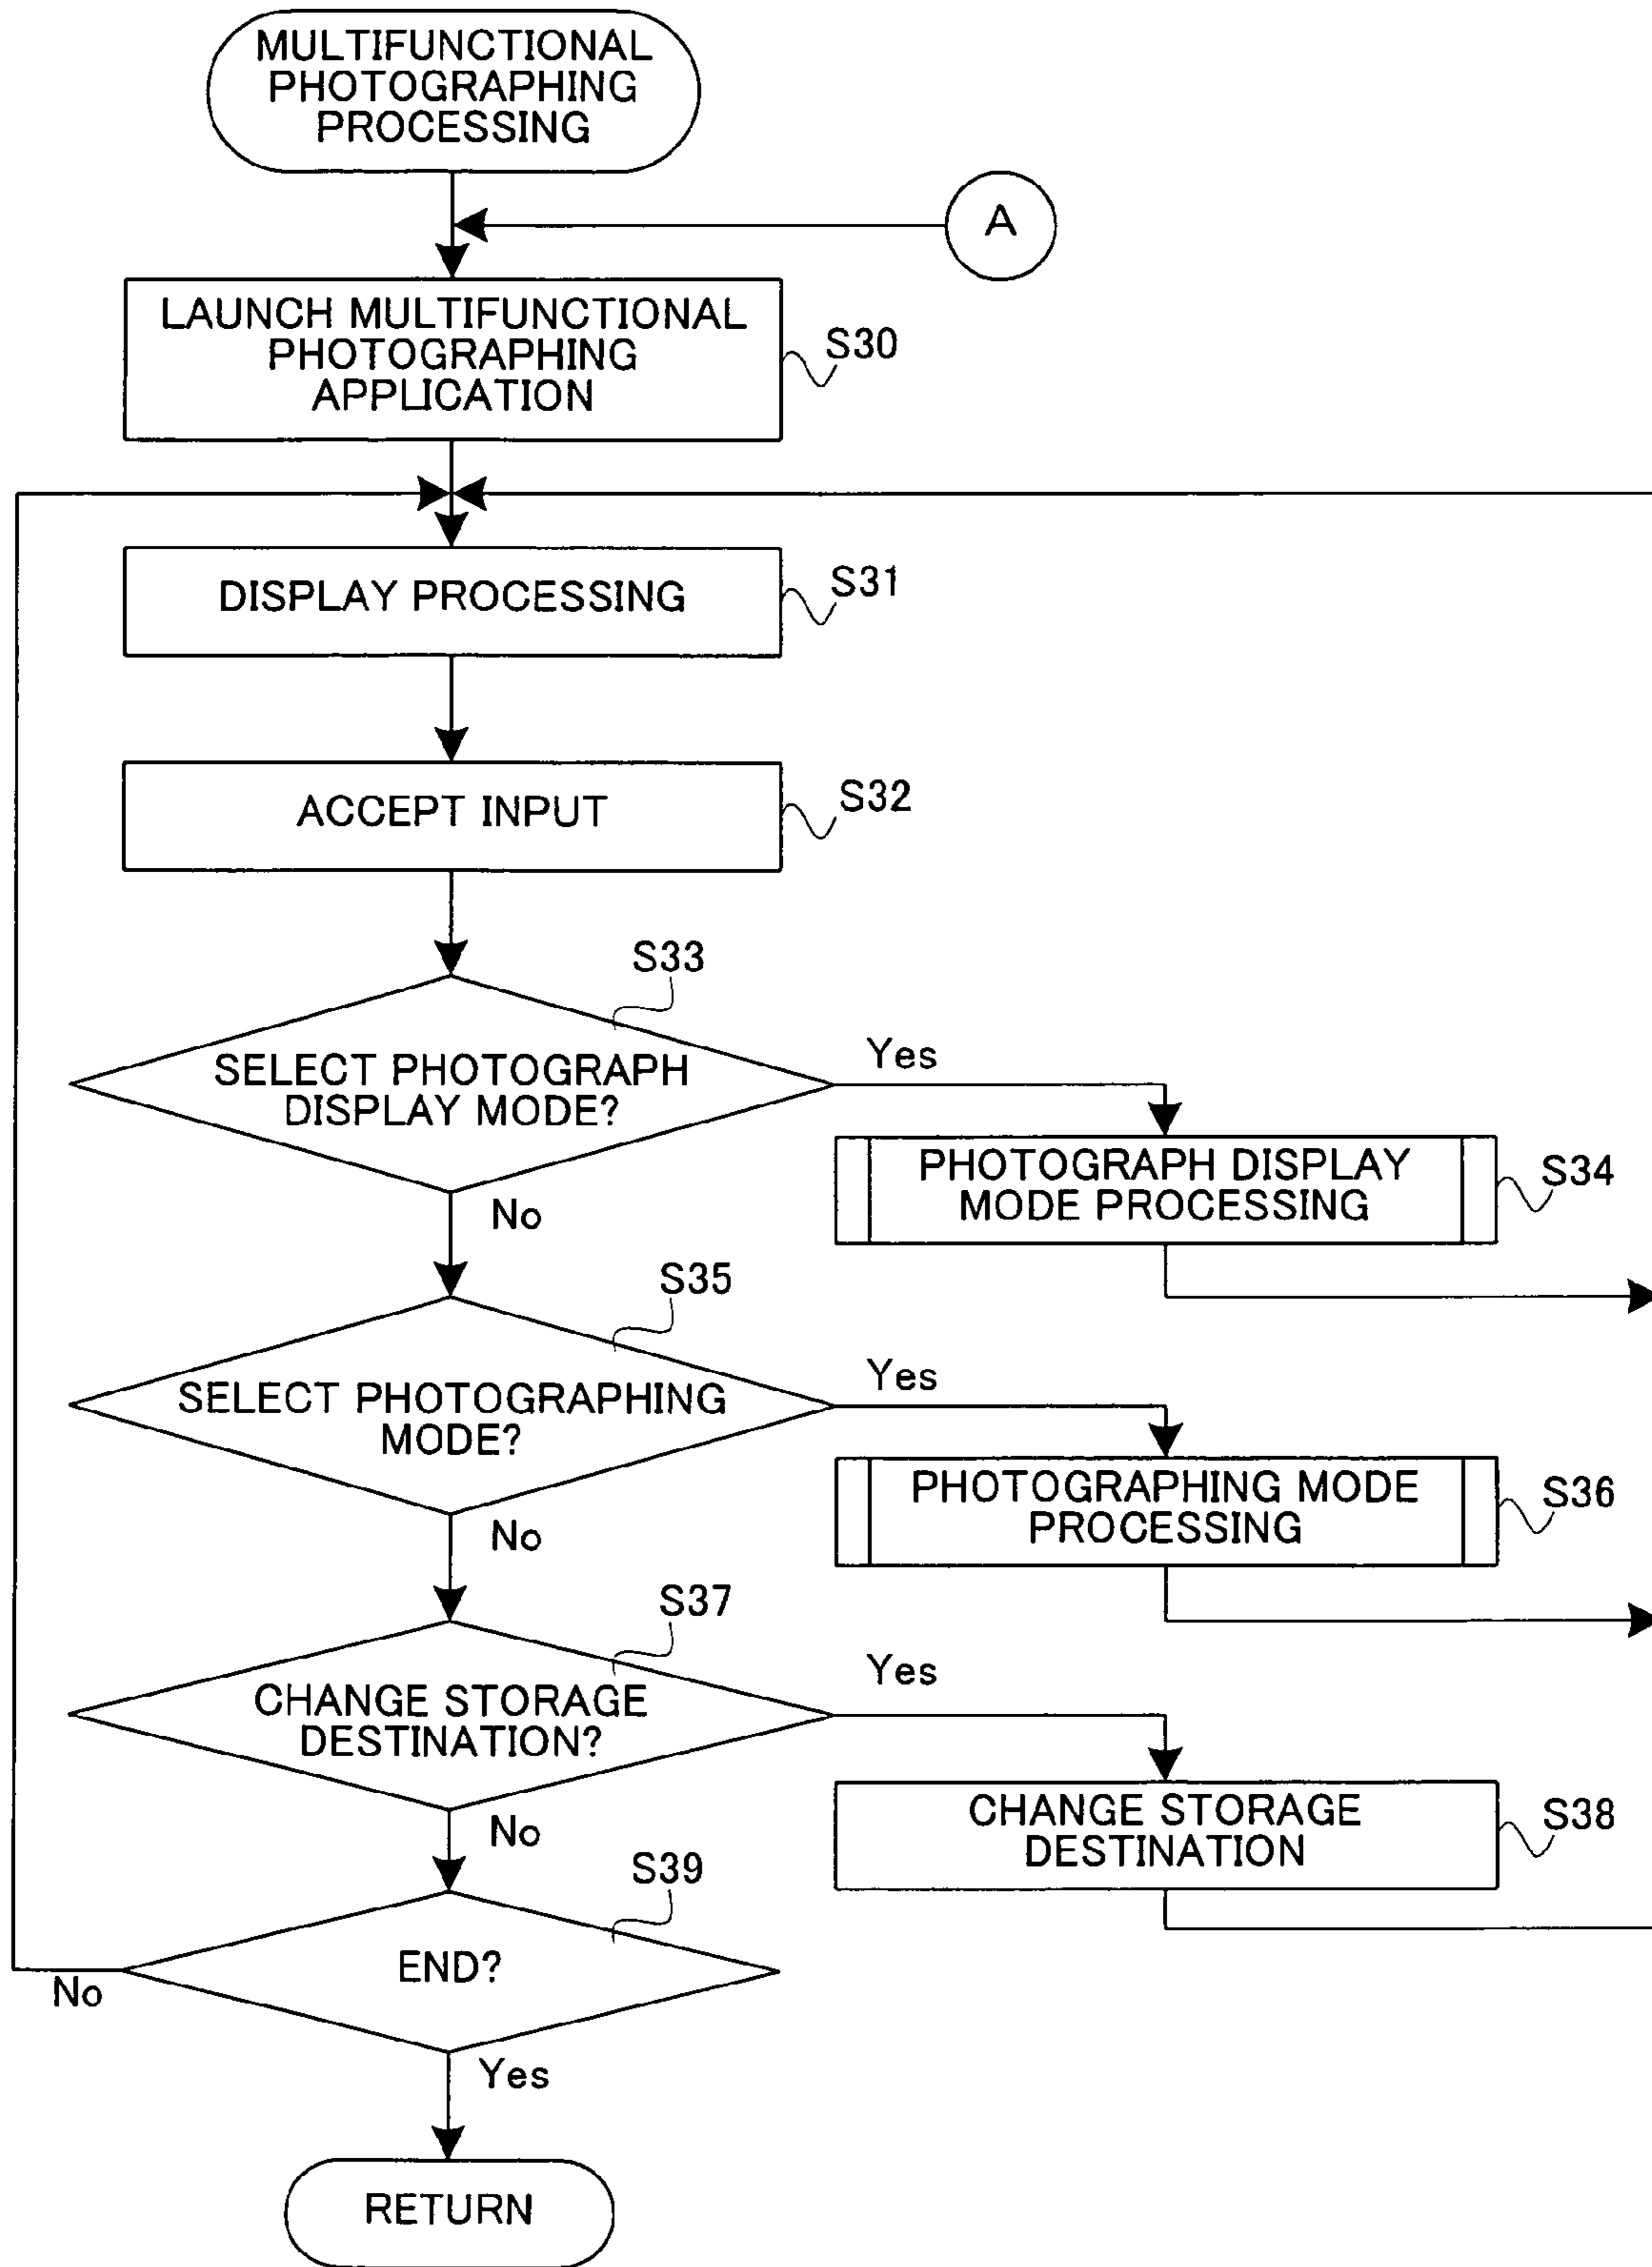 MULTIFUNCTIONAL
PHOTOGRAPHING
PROCESSING
A
LAUNCH MULTIFUNCTIONAL
PHOTOGRAPHING
APPLICATION
S30
DISPLAY PROCESSING
S31
ACCEPT INPUT
S32
S33
SELECT PHOTOGRAPH
DISPLAY MODE?
Yes
No
PHOTOGRAPH DISPLAY
MODE PROCESSING
S34
S35
SELECT PHOTOGRAPHING
MODE?
Yes
No
PHOTOGRAPHING MODE
PROCESSING
S36
S37
CHANGE STORAGE
DESTINATION?
Yes
No
CHANGE STORAGE
DESTINATION
S38
S39
END?
No
Yes
RETURN